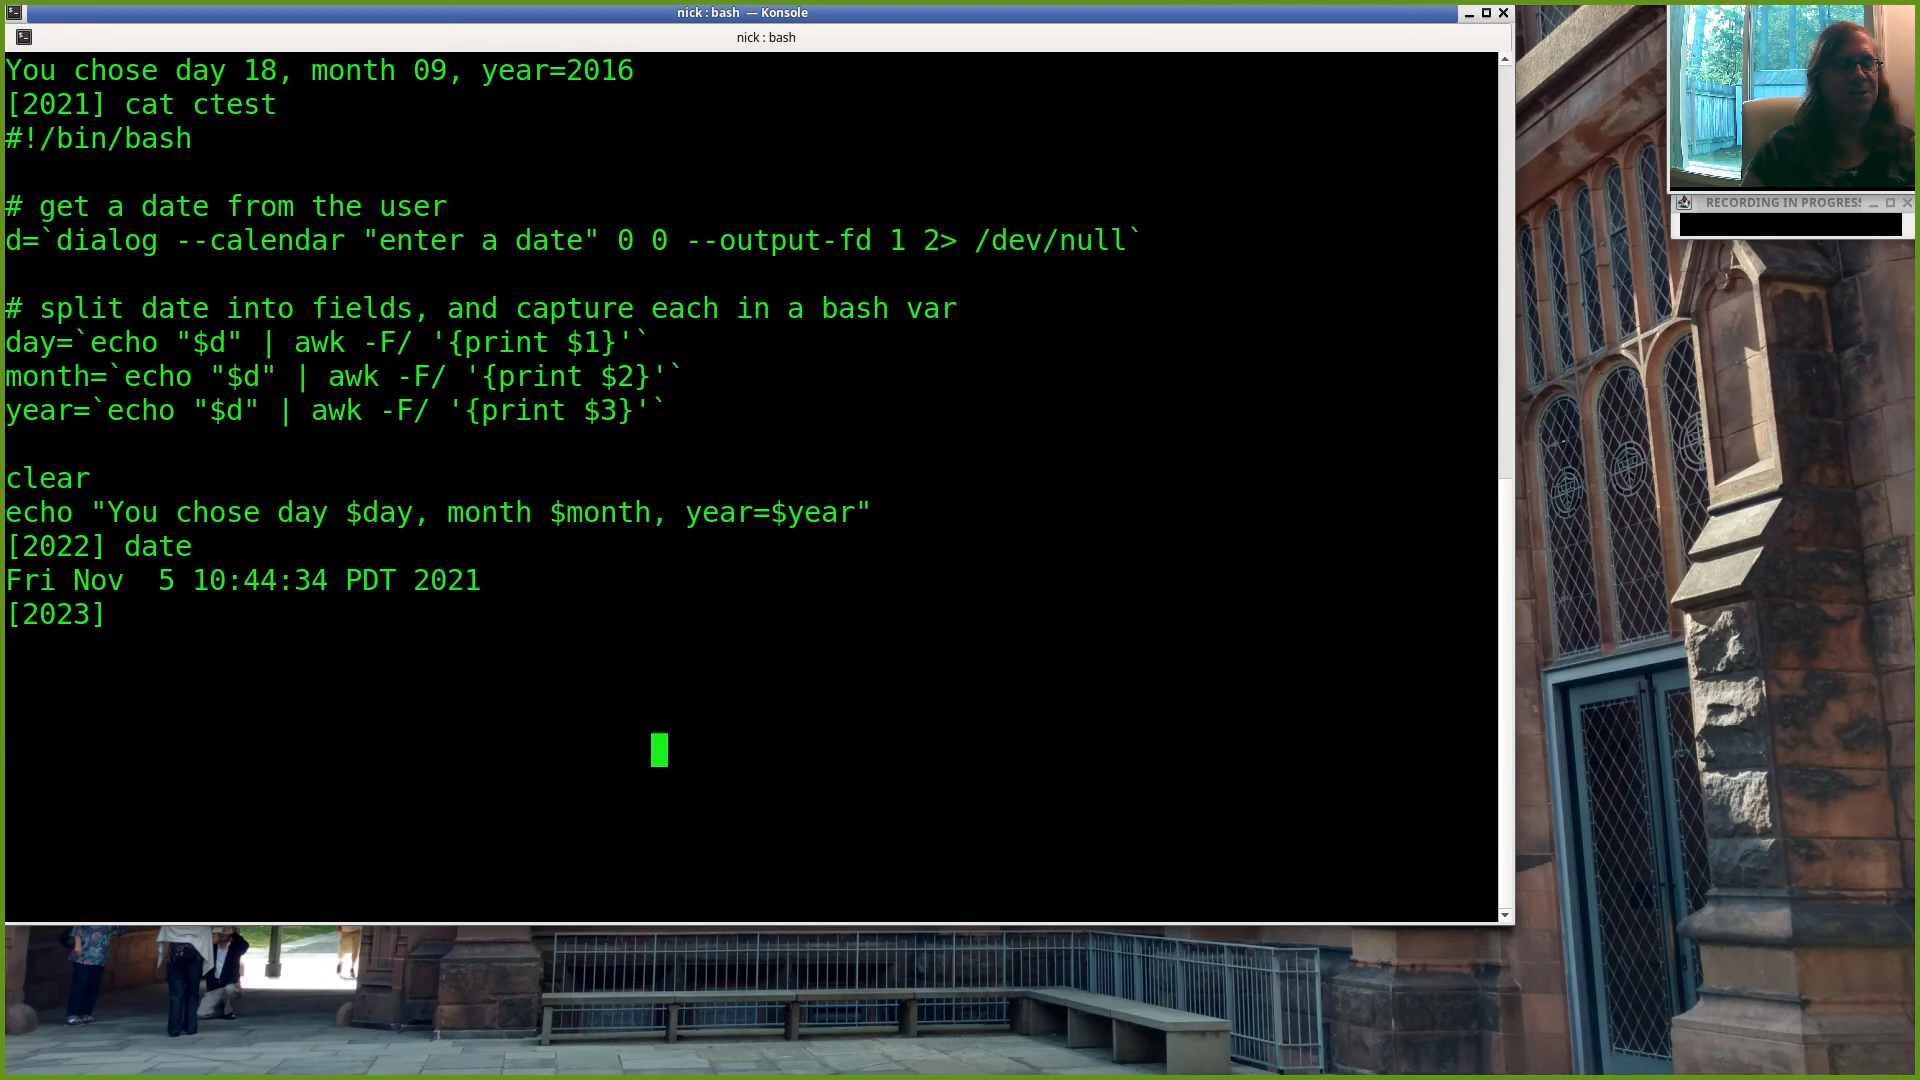 nick : bash — Konsole
nick : bash
You chose day 18, month 09, year=2016
[2021] cat ctest
#!/bin/bash
# get a date from the user
d=`dialog --calendar "enter a date" 0 0 --output-fd 1 2> /dev/null`
# split date into fields, and capture each in a bash var
day=`echo "$d" | awk -F/ '{print $1}'`
month=`echo "$d" | awk -F/ '{print $2}'`
year=`echo "$d" | awk -F/ '{print $3}'`
clear
echo "You chose day $day, month $month, year=$year"
[2022] date
Fri Nov  5 10:44:34 PDT 2021
[2023]
RECORDING IN PROGRES!